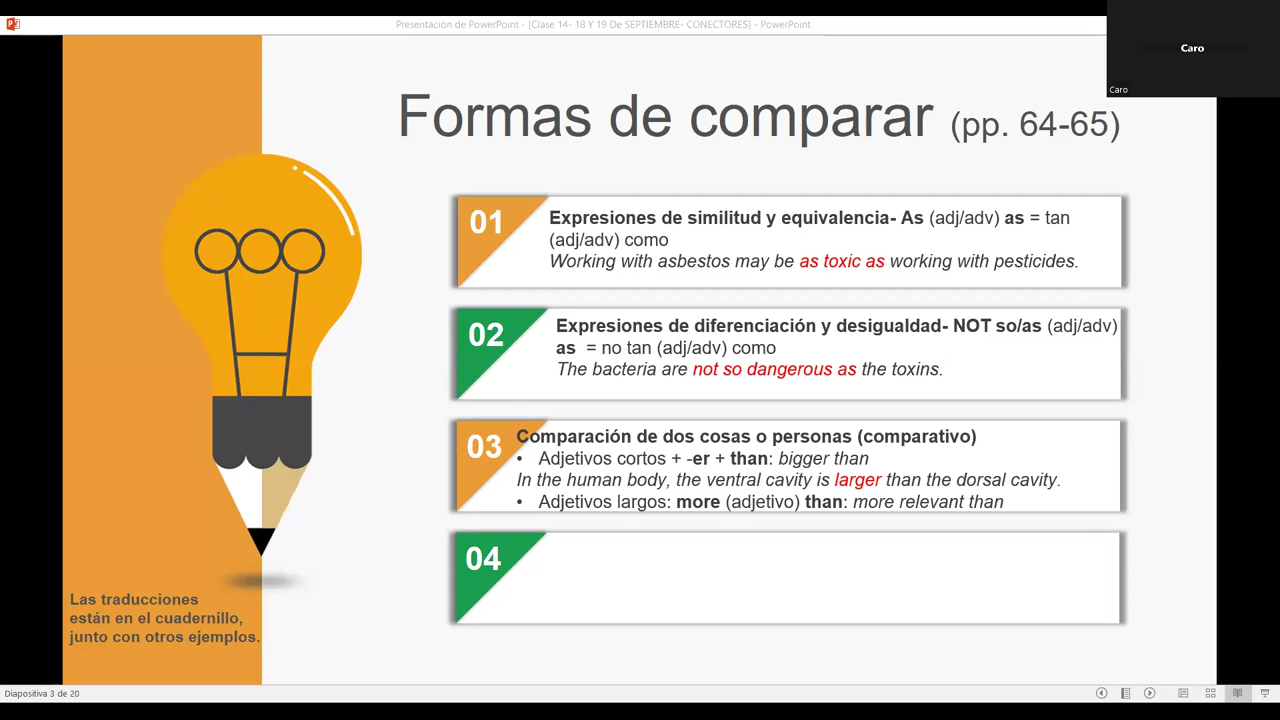 Presentación de PowerPoint - [Clase 14- 18 Y 19 De SEPTIEMBRE- CONECTORES] - PowerPoint
Caro
Caro
Formas de comparar (pp. 64-65)
01
Expresiones de similitud y equivalencia- As (adj/adv) as = tan
(adj/adv) como
Working with asbestos may be as toxic as working with pesticides.
02
Expresiones de diferenciación y desigualdad- NOT so/as (adj/adv)
as = no tan (adj/adv) como
The bacteria are not so dangerous as the toxins.
03
Comparación de dos cosas o personas (comparativo)
• Adjetivos cortos + -er + than: bigger than
In the human body, the ventral cavity is larger than the dorsal cavity.
• Adjetivos largos: more (adjetivo) than: more relevant than
04
Las traducciones
están en el cuadernillo,
junto con otros ejemplos.
Diapositiva 3 de 20